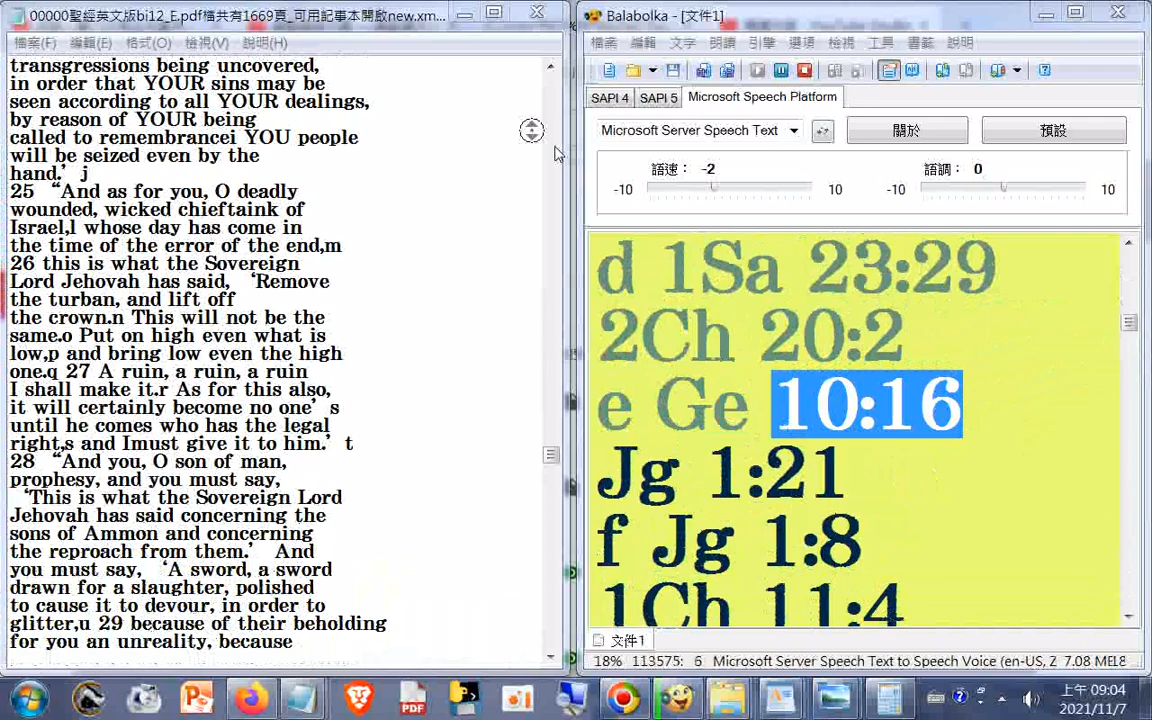 00000聖經英文版bi12_E.pdf檔共有1669頁_可用記事本開啟new.xm...
檔案(F) 編輯(E) 格式(O) 檢視(V) 說明(H)
transgressions being uncovered,
in order that YOUR sins may be
seen according to all YOUR dealings,
by reason of YOUR being
called to remembrancei YOU people
will be seized even by the
hand.’ j
25 “And as for you, O deadly
wounded, wicked chieftaink of
Israel,l whose day has come in
the time of the error of the end,m
26 this is what the Sovereign
Lord Jehovah has said, ‘Remove
the turban, and lift off
the crown.n This will not be the
same.o Put on high even what is
low,p and bring low even the high
one.q 27 A ruin, a ruin, a ruin
I shall make it.r As for this also,
it will certainly become no one’s
until he comes who has the legal
right,s and Imust give it to him.’ t
28 “And you, O son of man,
prophesy, and you must say,
‘This is what the Sovereign Lord
Jehovah has said concerning the
sons of Ammon and concerning
the reproach from them.’ And
you must say, ‘A sword, a sword
drawn for a slaughter, polished
to cause it to devour, in order to
glitter,u 29 because of their beholding
for you an unreality, because
Balabolka - [文件1]
檔案 編輯 文字 朗讀 引擎 選項 檢視 工具 書籤 說明
SAPI 4 SAPI 5 Microsoft Speech Platform
Microsoft Server Speech Text 關於 預設
語速： -2 語調： 0
-10 10 -10 10
d 1Sa 23:29
2Ch 20:2
e Ge 10:16
Jg 1:21
f Jg 1:8
1Ch 11:4
文件1
18% 113575: 6 Microsoft Server Speech Text to Speech Voice (en-US, Z 7.08 MEL8
上午 09:04
2021/11/7